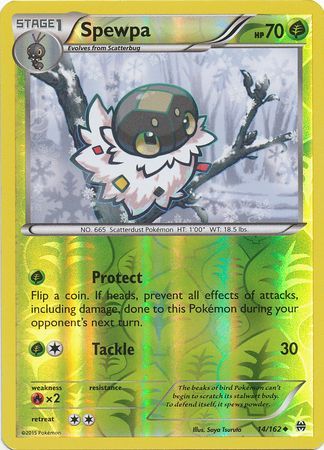 STAGE1
Spewpa
HP70
Evolves from Scatterbug
NO. 665 Scatterdust Pokémon HT: 1'00" WT: 18.5 lbs.
Protect
Flip a coin. If heads, prevent all effects of attacks,
including damage, done to this Pokémon during your
opponent's next turn.
Tackle 30
weakness resistance
×2
retreat
The beaks of bird Pokémon can't
begin to scratch its stalwart body.
To defend itself, it spews powder.
©2015 Pokémon
Illus. Saya Tsuruta
14/162